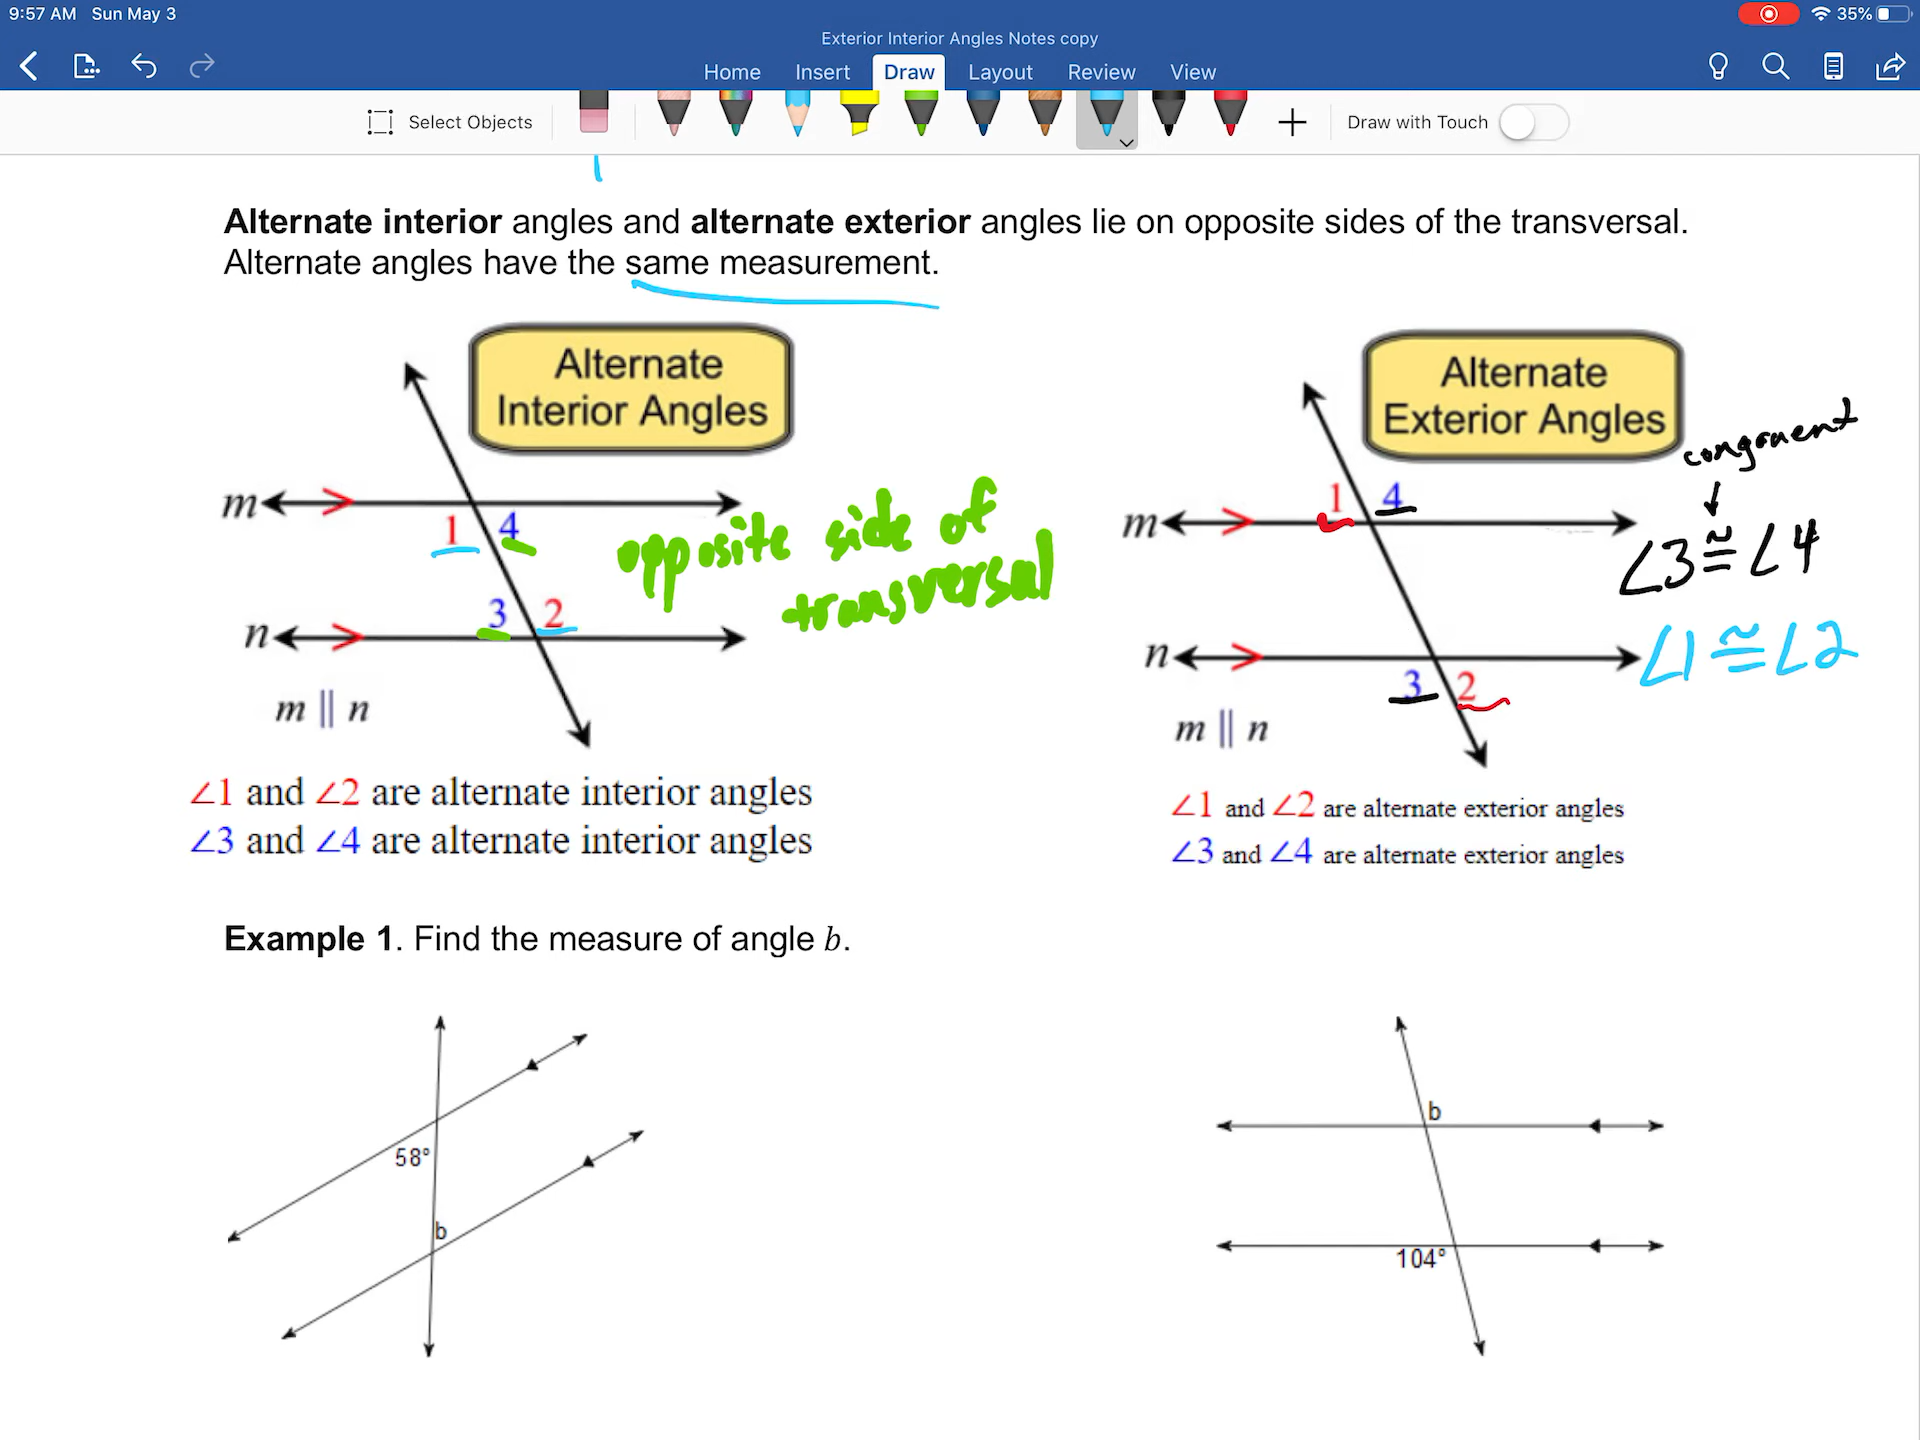 9:57 AM Sun May 3
35%
Exterior Interior Angles Notes copy
Home Insert Draw Layout Review View
Select Objects
Draw with Touch
Alternate interior angles and alternate exterior angles lie on opposite sides of the transversal.
Alternate angles have the same measurement.
Alternate
Interior Angles
m
1 4
3 2
n
m || n
opposite side of
transversal
∠1 and ∠2 are alternate interior angles
∠3 and ∠4 are alternate interior angles
Alternate
Exterior Angles
congruent
1 4
m
∠3 ≅ ∠4
n
∠1 ≅ ∠2
3 2
m || n
∠1 and ∠2 are alternate exterior angles
∠3 and ∠4 are alternate exterior angles
Example 1. Find the measure of angle b.
58°
b
b
104°